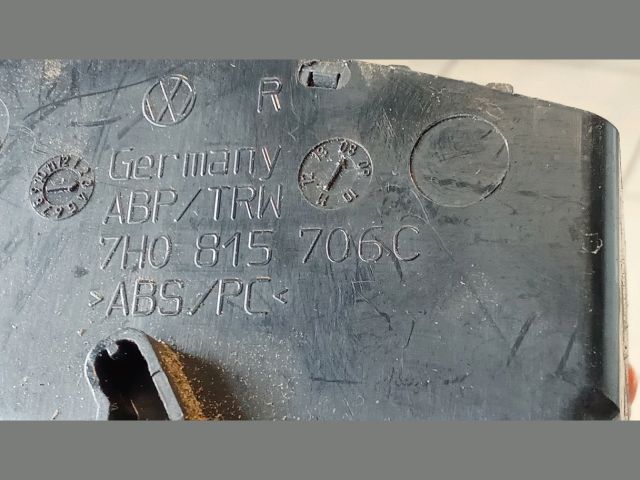 R
Germany
ABP/TRW
7H0 815 706C
>ABS/PC<